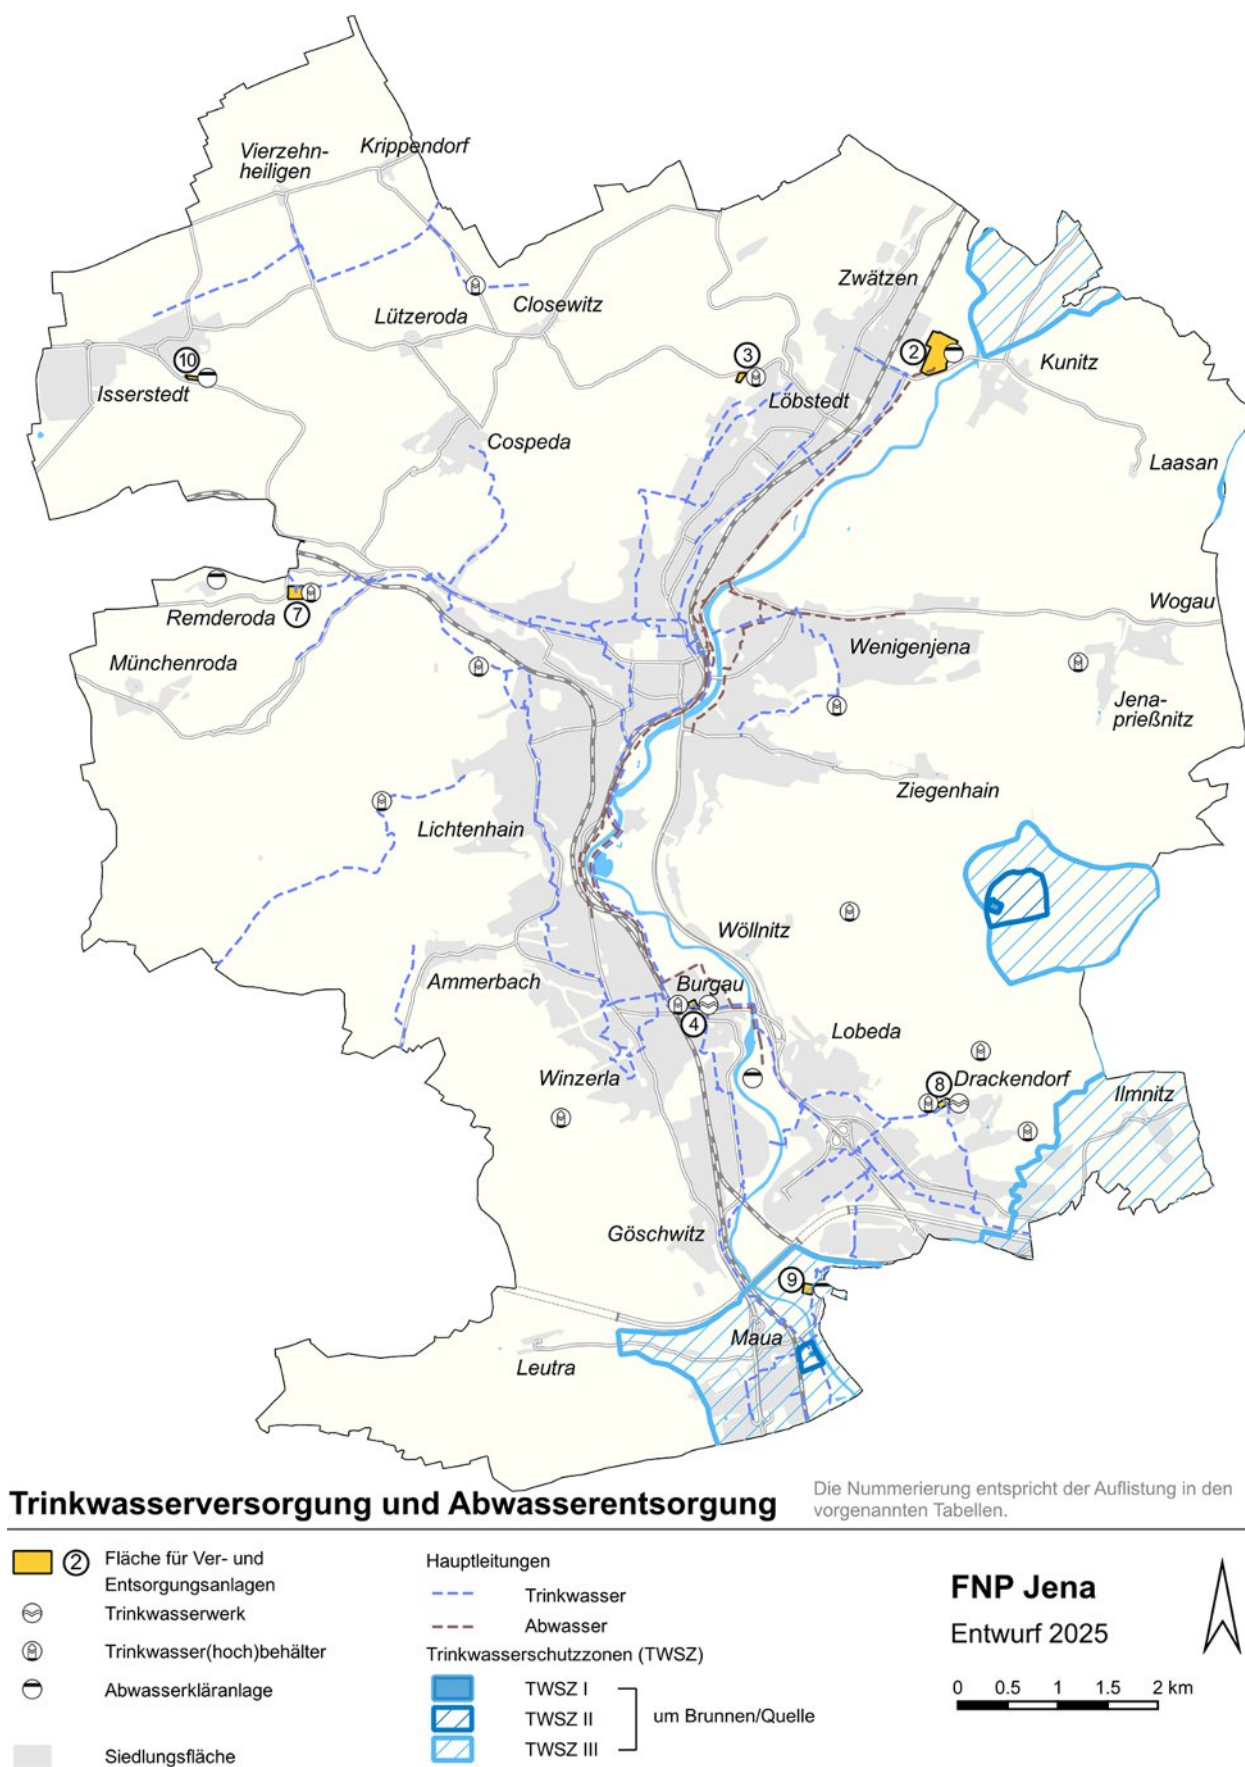 Vierzehn-
heiligen
Krippendorf
Zwätzen
Closewitz
Lützeroda
2
3
10
Kunitz
Isserstedt
Löbstedt
Cospeda
Laasan
Remderoda
7
Wogau
Wenigenjena
Münchenroda
Jena-
prießnitz
Ziegenhain
Lichtenhain
Wöllnitz
Ammerbach
Burgau
4
Lobeda
Winzerla
8
Drackendorf
Ilmnitz
Göschwitz
9
Maua
Leutra
Trinkwasserversorgung und Abwasserentsorgung
Die Nummerierung entspricht der Auflistung in den
vorgenannten Tabellen.
2
Fläche für Ver- und
Entsorgungsanlagen
Trinkwasserwerk
Trinkwasser(hoch)behälter
Abwasserkläranlage
Siedlungsfläche
Hauptleitungen
Trinkwasser
Abwasser
Trinkwasserschutzzonen (TWSZ)
TWSZ I
TWSZ II
um Brunnen/Quelle
TWSZ III
FNP Jena
Entwurf 2025
0 0.5 1 1.5 2 km